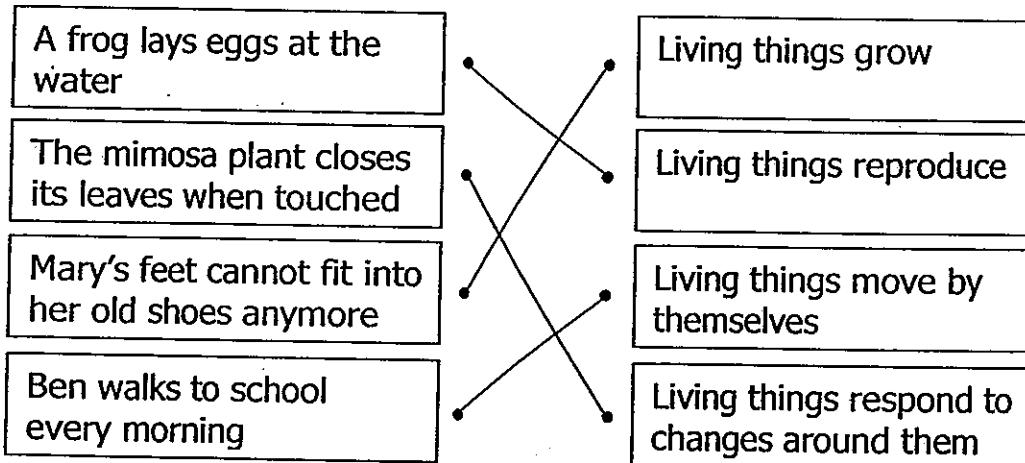 A frog lays eggs at the
water
The mimosa plant closes
its leaves when touched
Mary's feet cannot fit into
her old shoes anymore
Ben walks to school
every morning
Living things grow
Living things reproduce
Living things move by
themselves
Living things respond to
changes around them